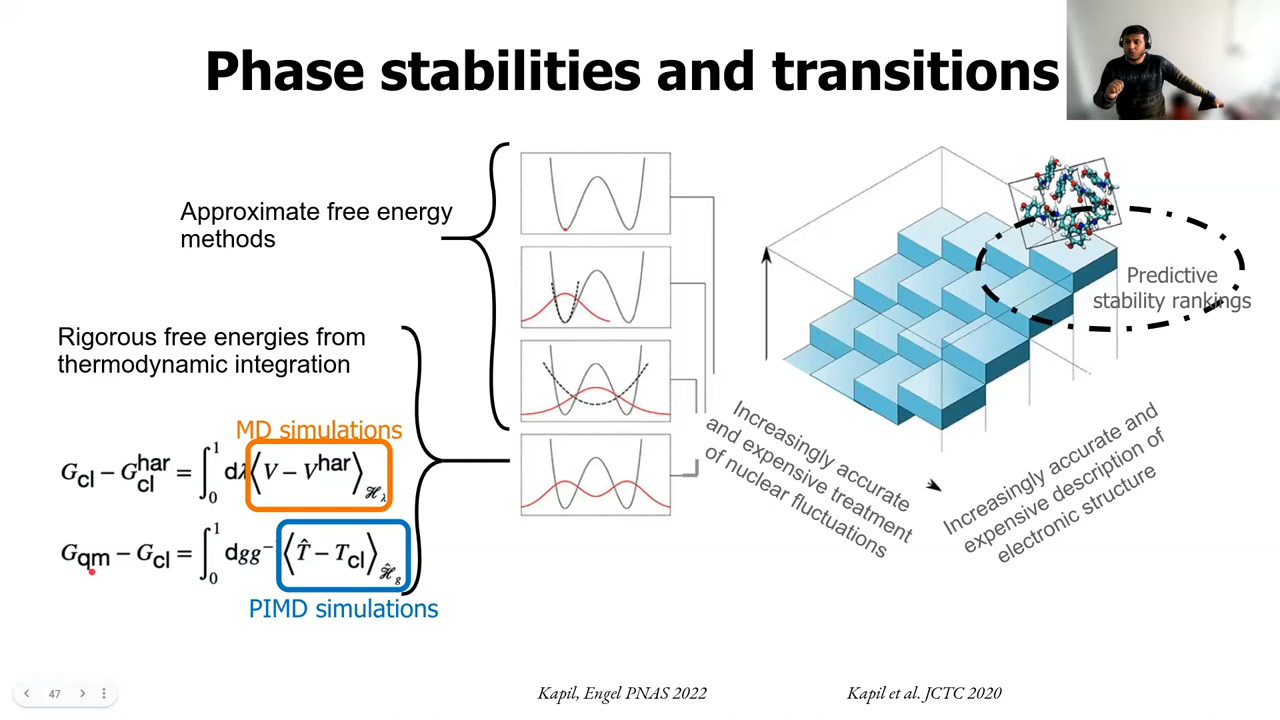 Phase stabilities and transitions
Approximate free energy
methods
Rigorous free energies from
thermodynamic integration
MD simulations
G_cl − G_cl^har = ∫_0^1 dλ⟨V − V^har⟩_ℋ_λ
G_qm − G_cl = ∫_0^1 dgg^−⟨T̂ − T_cl⟩_ℋ̂_g
PIMD simulations
Predictive
stability rankings
Increasingly accurate
and expensive treatment
of nuclear fluctuations
Increasingly accurate and
expensive description of
electronic structure
47
Kapil, Engel PNAS 2022
Kapil et al. JCTC 2020